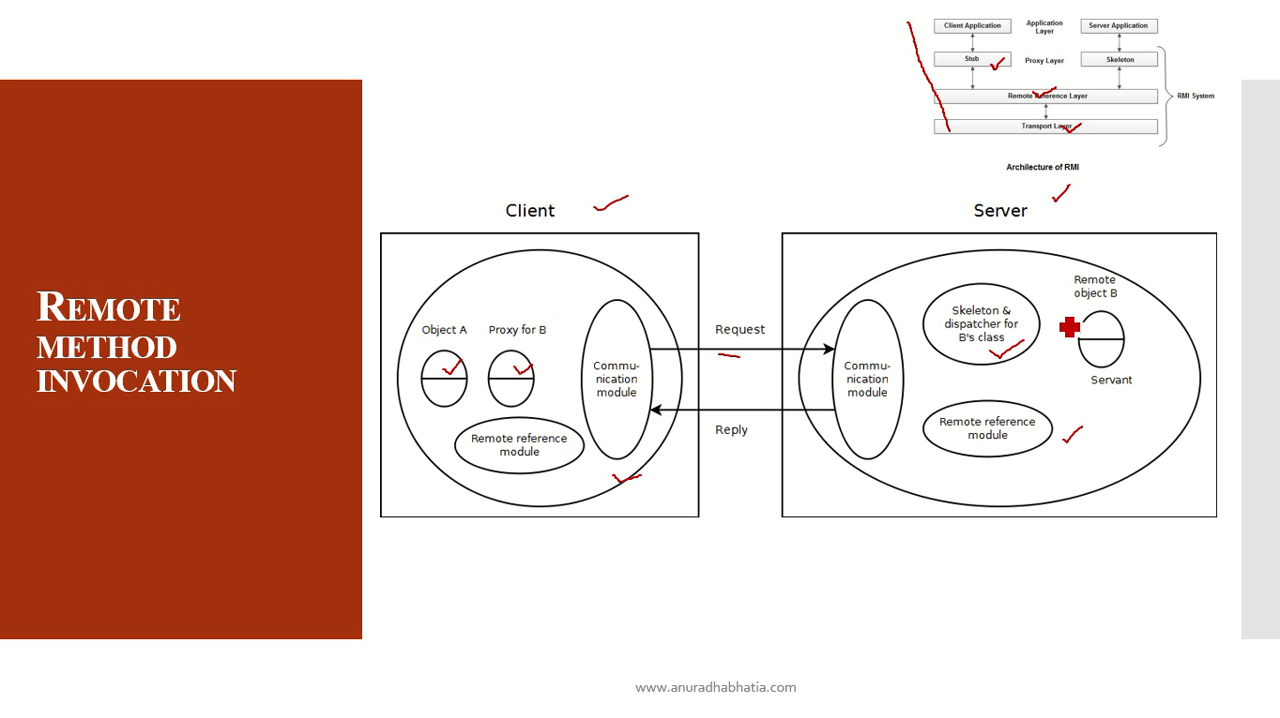 Client Application
Application
Layer
Server Application
Stub
Proxy Layer
Skeleton
Remote Reference Layer
RMI System
Transport Layer
Architecture of RMI
Client
Server
REMOTE
METHOD
INVOCATION
Object A
Proxy for B
Commu-
nication
module
Remote reference
module
Request
Reply
Commu-
nication
module
Skeleton &
dispatcher for
B's class
Remote
object B
Servant
Remote reference
module
www.anuradhabhatia.com